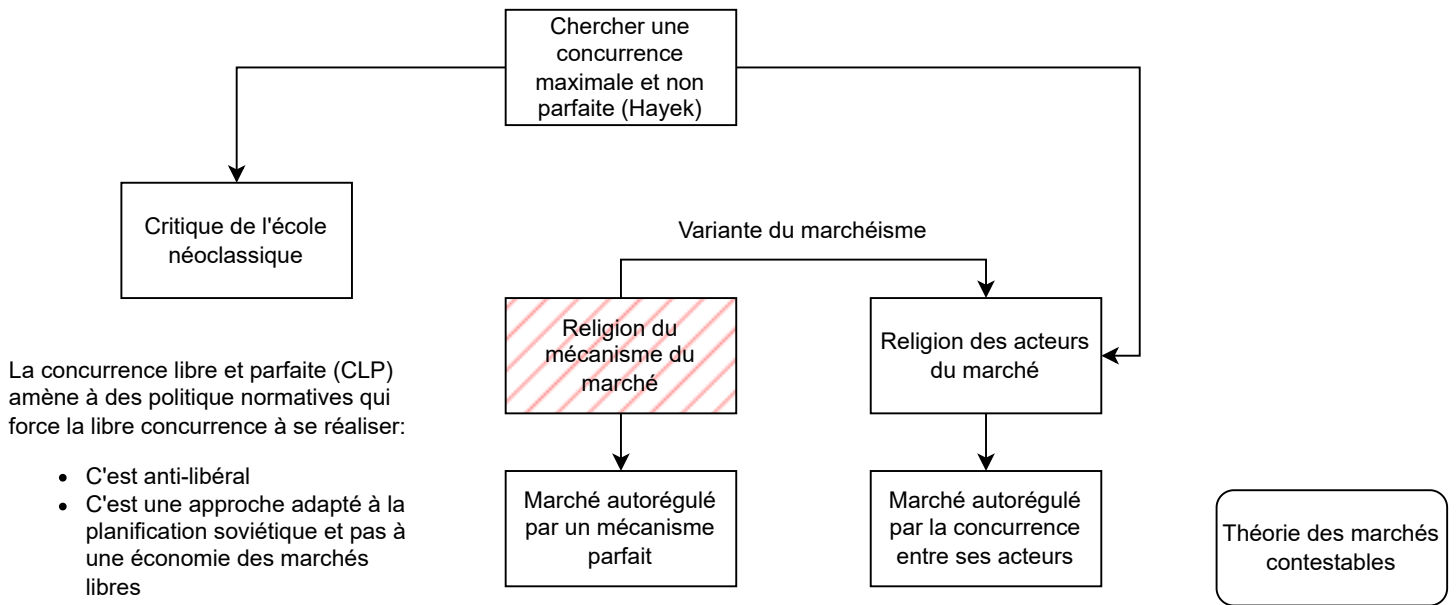 Chercher une
concurrence
maximale et non
parfaite (Hayek)
Critique de l'école
néoclassique
Variante du marchéisme
Religion du
mécanisme du
marché
Religion des acteurs
du marché
La concurrence libre et parfaite (CLP)
amène à des politique normatives qui
force la libre concurrence à se réaliser:
• C'est anti-libéral
• C'est une approche adapté à la
planification soviétique et pas à
une économie des marchés
libres
Marché autorégulé
par un mécanisme
parfait
Marché autorégulé
par la concurrence
entre ses acteurs
Théorie des marchés
contestables